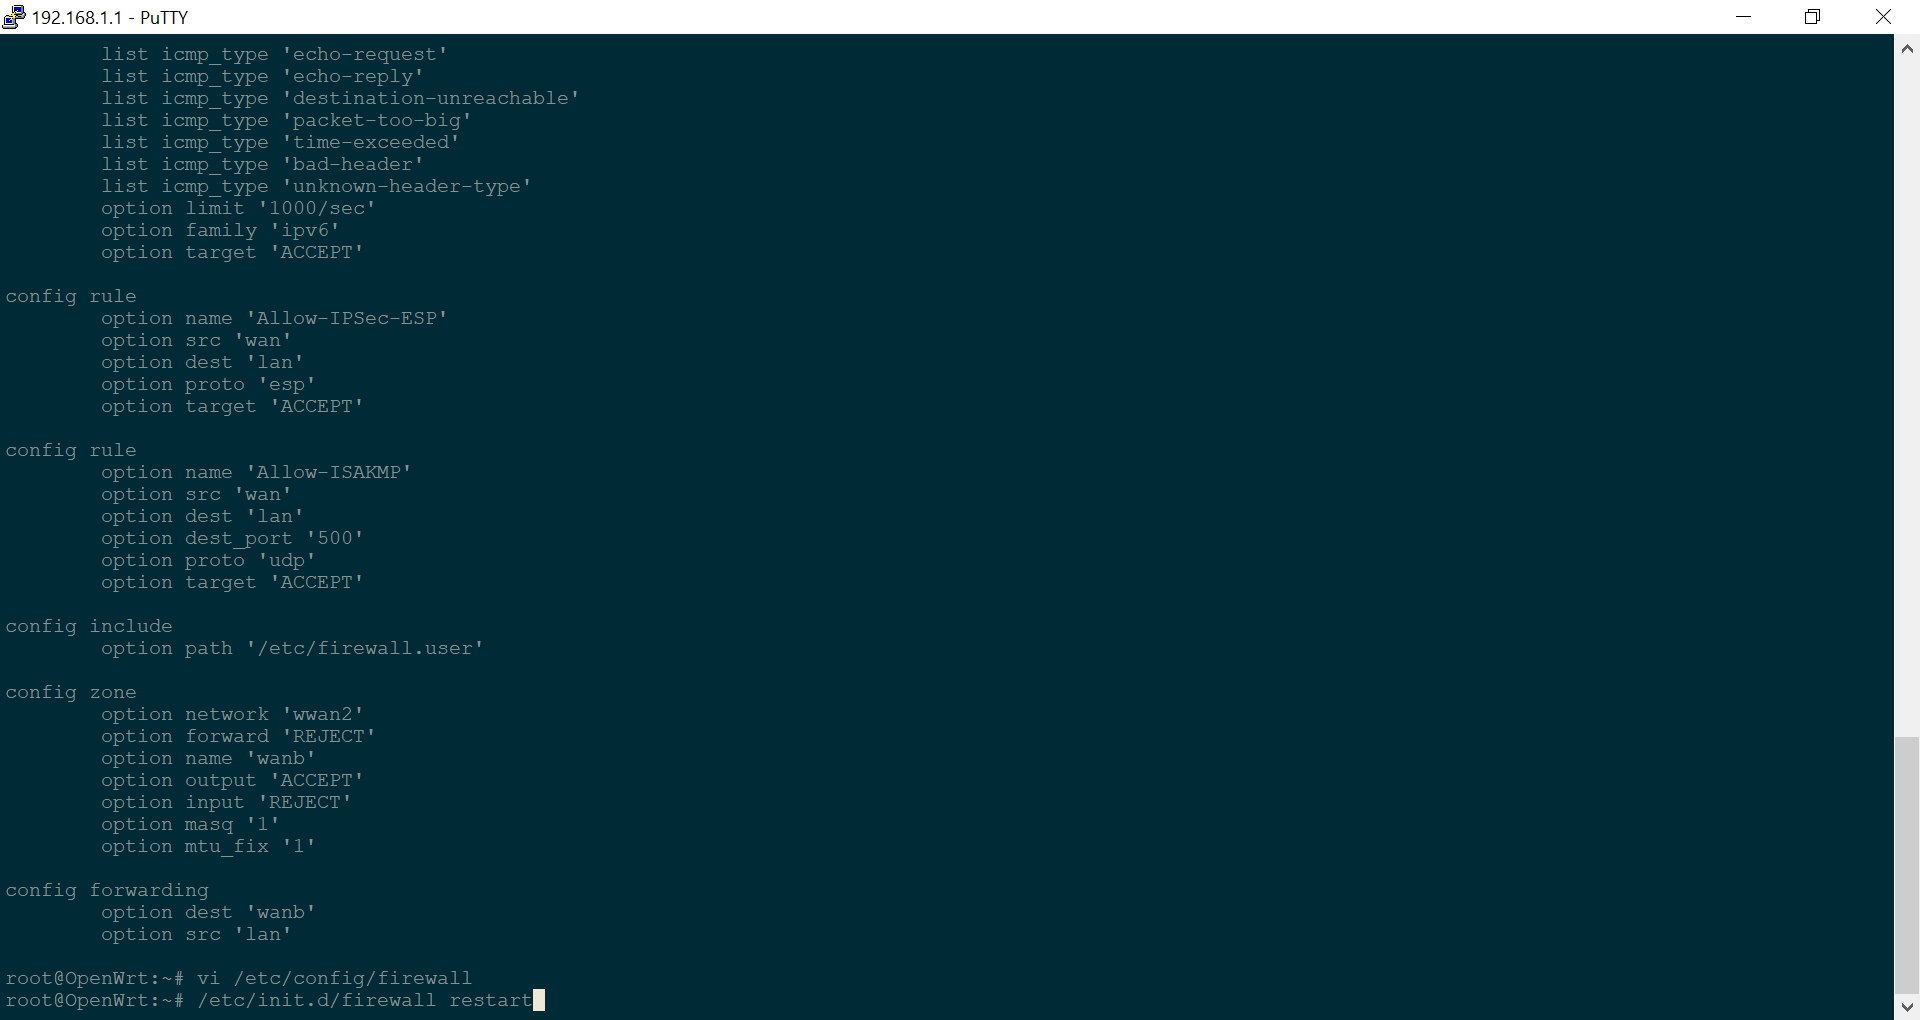 192.168.1.1 - PuTTY
list icmp_type 'echo-request'
list icmp_type 'echo-reply'
list icmp_type 'destination-unreachable'
list icmp_type 'packet-too-big'
list icmp_type 'time-exceeded'
list icmp_type 'bad-header'
list icmp_type 'unknown-header-type'
option limit '1000/sec'
option family 'ipv6'
option target 'ACCEPT'
config rule
option name 'Allow-IPSec-ESP'
option src 'wan'
option dest 'lan'
option proto 'esp'
option target 'ACCEPT'
config rule
option name 'Allow-ISAKMP'
option src 'wan'
option dest 'lan'
option dest_port '500'
option proto 'udp'
option target 'ACCEPT'
config include
option path '/etc/firewall.user'
config zone
option network 'wwan2'
option forward 'REJECT'
option name 'wanb'
option output 'ACCEPT'
option input 'REJECT'
option masq '1'
option mtu_fix '1'
config forwarding
option dest 'wanb'
option src 'lan'
root@OpenWrt:~# vi /etc/config/firewall
root@OpenWrt:~# /etc/init.d/firewall restart